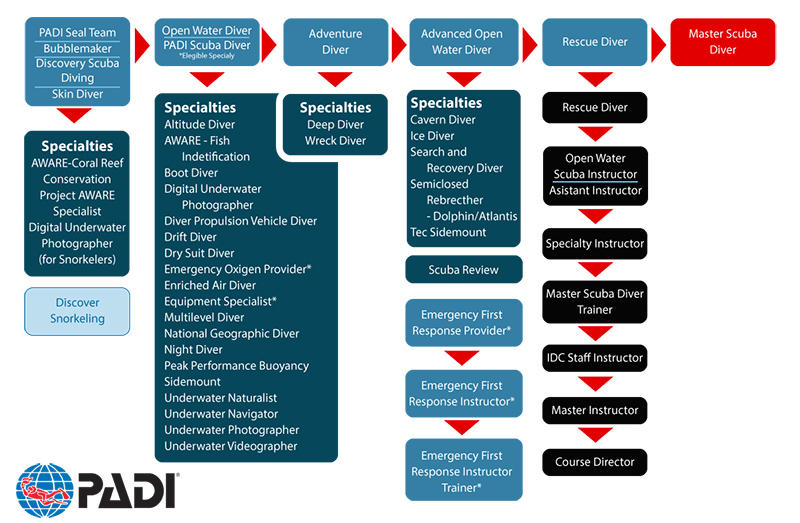 PADI Seal Team
Bubblemaker
Discovery Scuba
Diving
Skin Diver
Open Water Diver
PADI Scuba Diver
*Elegible Specialy
Adventure
Diver
Advanced Open
Water Diver
Rescue Diver
Master Scuba
Diver
Specialties
AWARE-Coral Reef
Conservation
Project AWARE
Specialist
Digital Underwater
Photographer
(for Snorkelers)
Discover
Snorkeling
Specialties
Altitude Diver
AWARE - Fish
Indetification
Boot Diver
Digital Underwater
Photographer
Diver Propulsion Vehicle Diver
Drift Diver
Dry Suit Diver
Emergency Oxigen Provider*
Enriched Air Diver
Equipment Specialist*
Multilevel Diver
National Geographic Diver
Night Diver
Peak Performance Buoyancy
Sidemount
Underwater Naturalist
Underwater Navigator
Underwater Photographer
Underwater Videographer
Specialties
Deep Diver
Wreck Diver
Specialties
Cavern Diver
Ice Diver
Search and
Recovery Diver
Semiclosed
Rebrecther
- Dolphin/Atlantis
Tec Sidemount
Scuba Review
Emergency First
Response Provider*
Emergency First
Response Instructor*
Emergency First
Response Instructor
Trainer*
Rescue Diver
Open Water
Scuba Instructor
Asistant Instructor
Specialty Instructor
Master Scuba Diver
Trainer
IDC Staff Instructor
Master Instructor
Course Director
PADI®